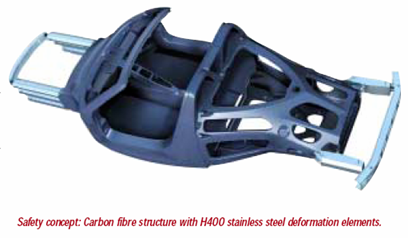 Safety concept: Carbon fibre structure with H400 stainless steel deformation elements.